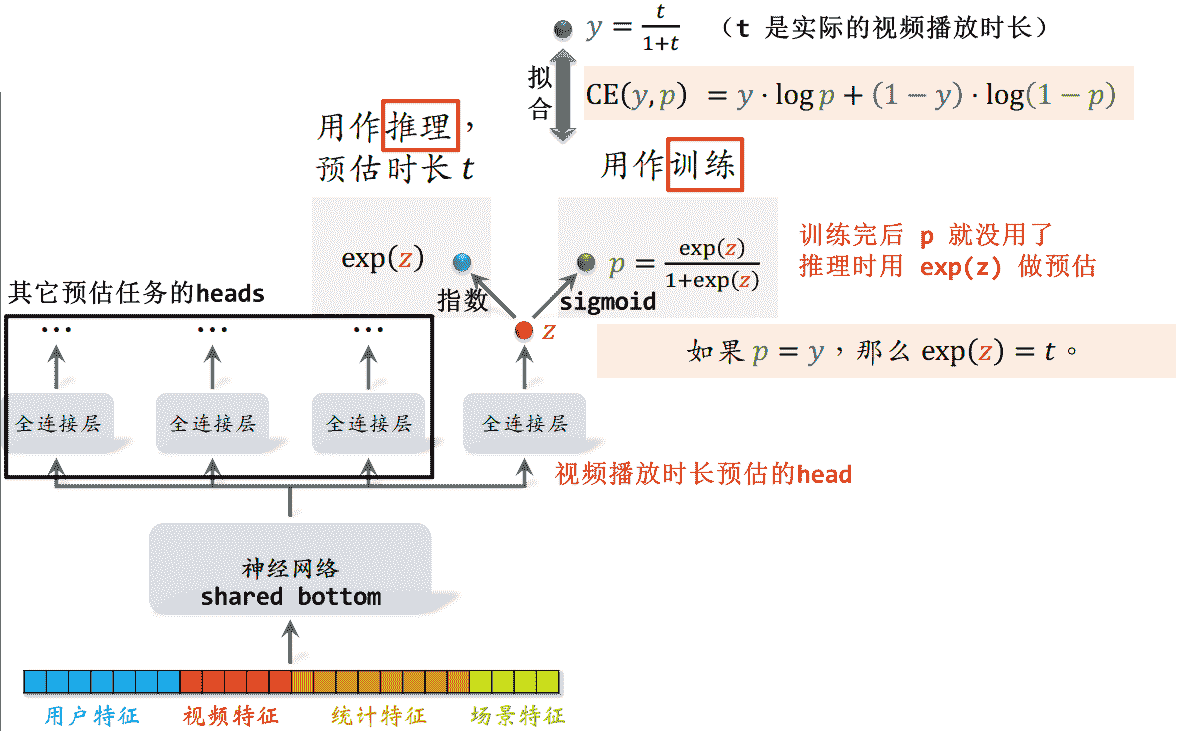 y = t/(1+t) （t 是实际的视频播放时长）
拟合
CE(y,p) = y · log p + (1 − y) · log(1 − p)
用作推理，
预估时长 t
用作训练
exp(z)
p = exp(z)/(1+exp(z))
训练完后 p 就没用了
推理时用 exp(z) 做预估
指数
sigmoid
z
如果 p = y，那么 exp(z) = t。
其它预估任务的heads
... ... ...
全连接层 全连接层 全连接层 全连接层
视频播放时长预估的head
神经网络
shared bottom
用户特征 视频特征 统计特征 场景特征